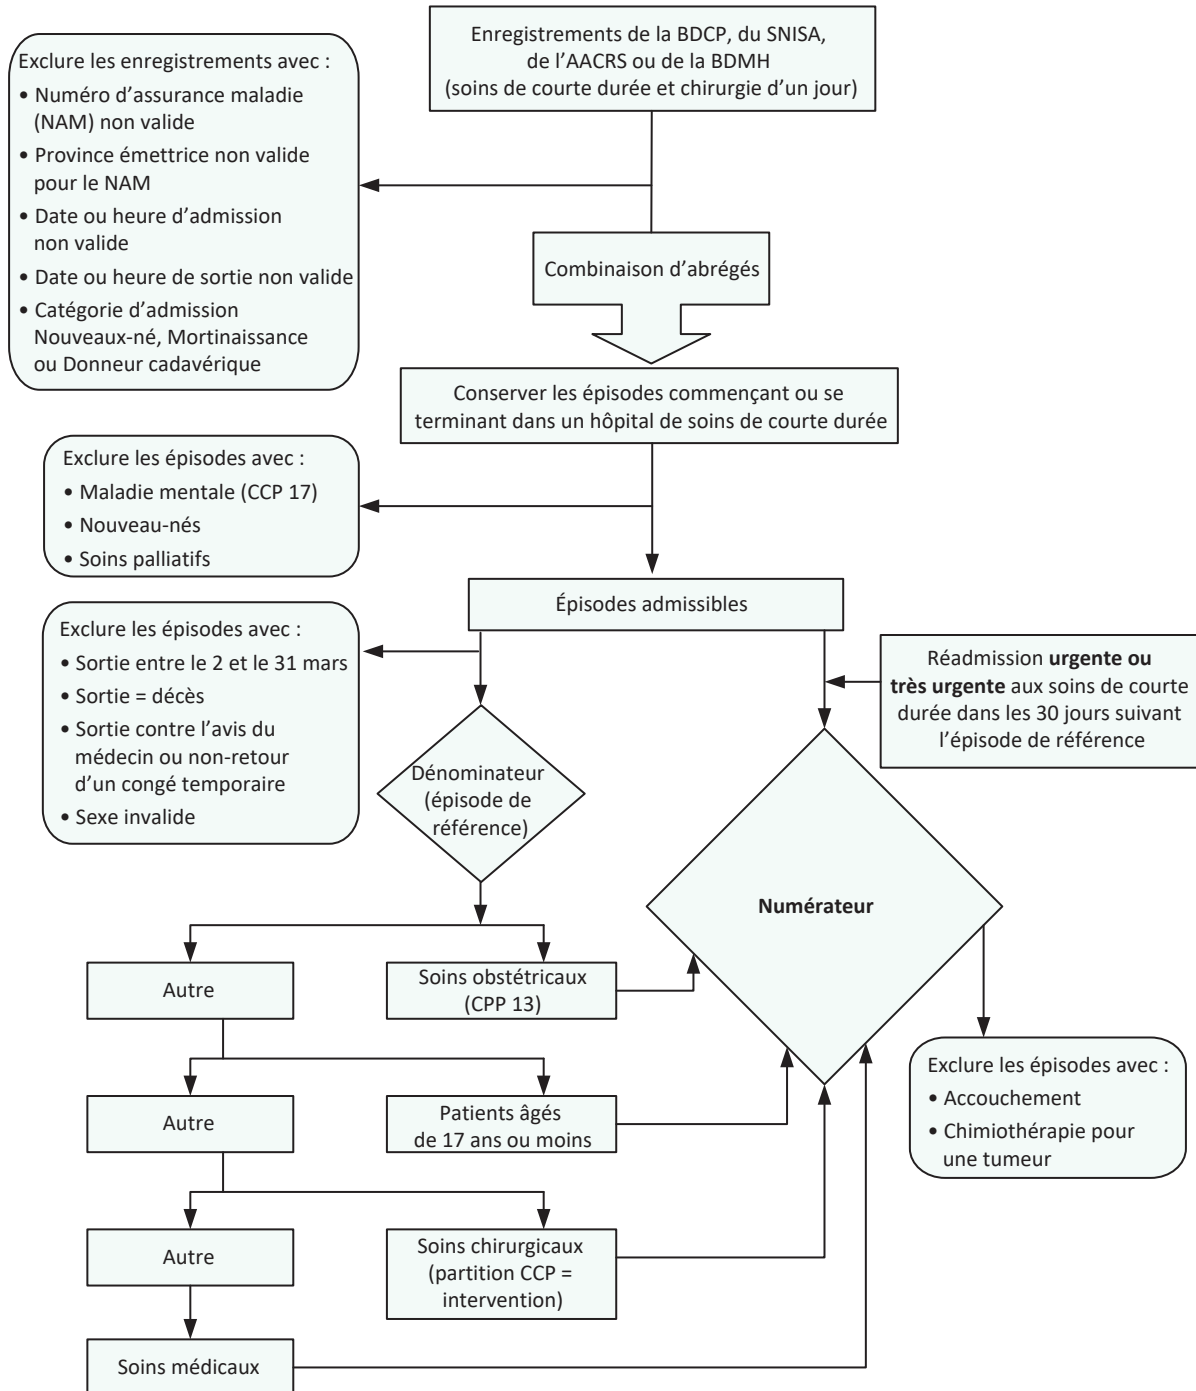 Enregistrements de la BDCP, du SNISA,
de l’AACRS ou de la BDMH
(soins de courte durée et chirurgie d’un jour)
Exclure les enregistrements avec :
• Numéro d’assurance maladie
(NAM) non valide
• Province émettrice non valide
pour le NAM
• Date ou heure d’admission
non valide
• Date ou heure de sortie non valide
• Catégorie d’admission
Nouveaux-né, Mortinaissance
ou Donneur cadavérique
Combinaison d’abrégés
Conserver les épisodes commençant ou se
terminant dans un hôpital de soins de courte durée
Exclure les épisodes avec :
• Maladie mentale (CCP 17)
• Nouveau-nés
• Soins palliatifs
Épisodes admissibles
Exclure les épisodes avec :
• Sortie entre le 2 et le 31 mars
• Sortie = décès
• Sortie contre l’avis du
médecin ou non-retour
d’un congé temporaire
• Sexe invalide
Réadmission urgente ou
très urgente aux soins de courte
durée dans les 30 jours suivant
l’épisode de référence
Dénominateur
(épisode de
référence)
Numérateur
Autre
Soins obstétricaux
(CPP 13)
Autre
Patients âgés
de 17 ans ou moins
Exclure les épisodes avec :
• Accouchement
• Chimiothérapie pour
une tumeur
Autre
Soins chirurgicaux
(partition CCP =
intervention)
Soins médicaux